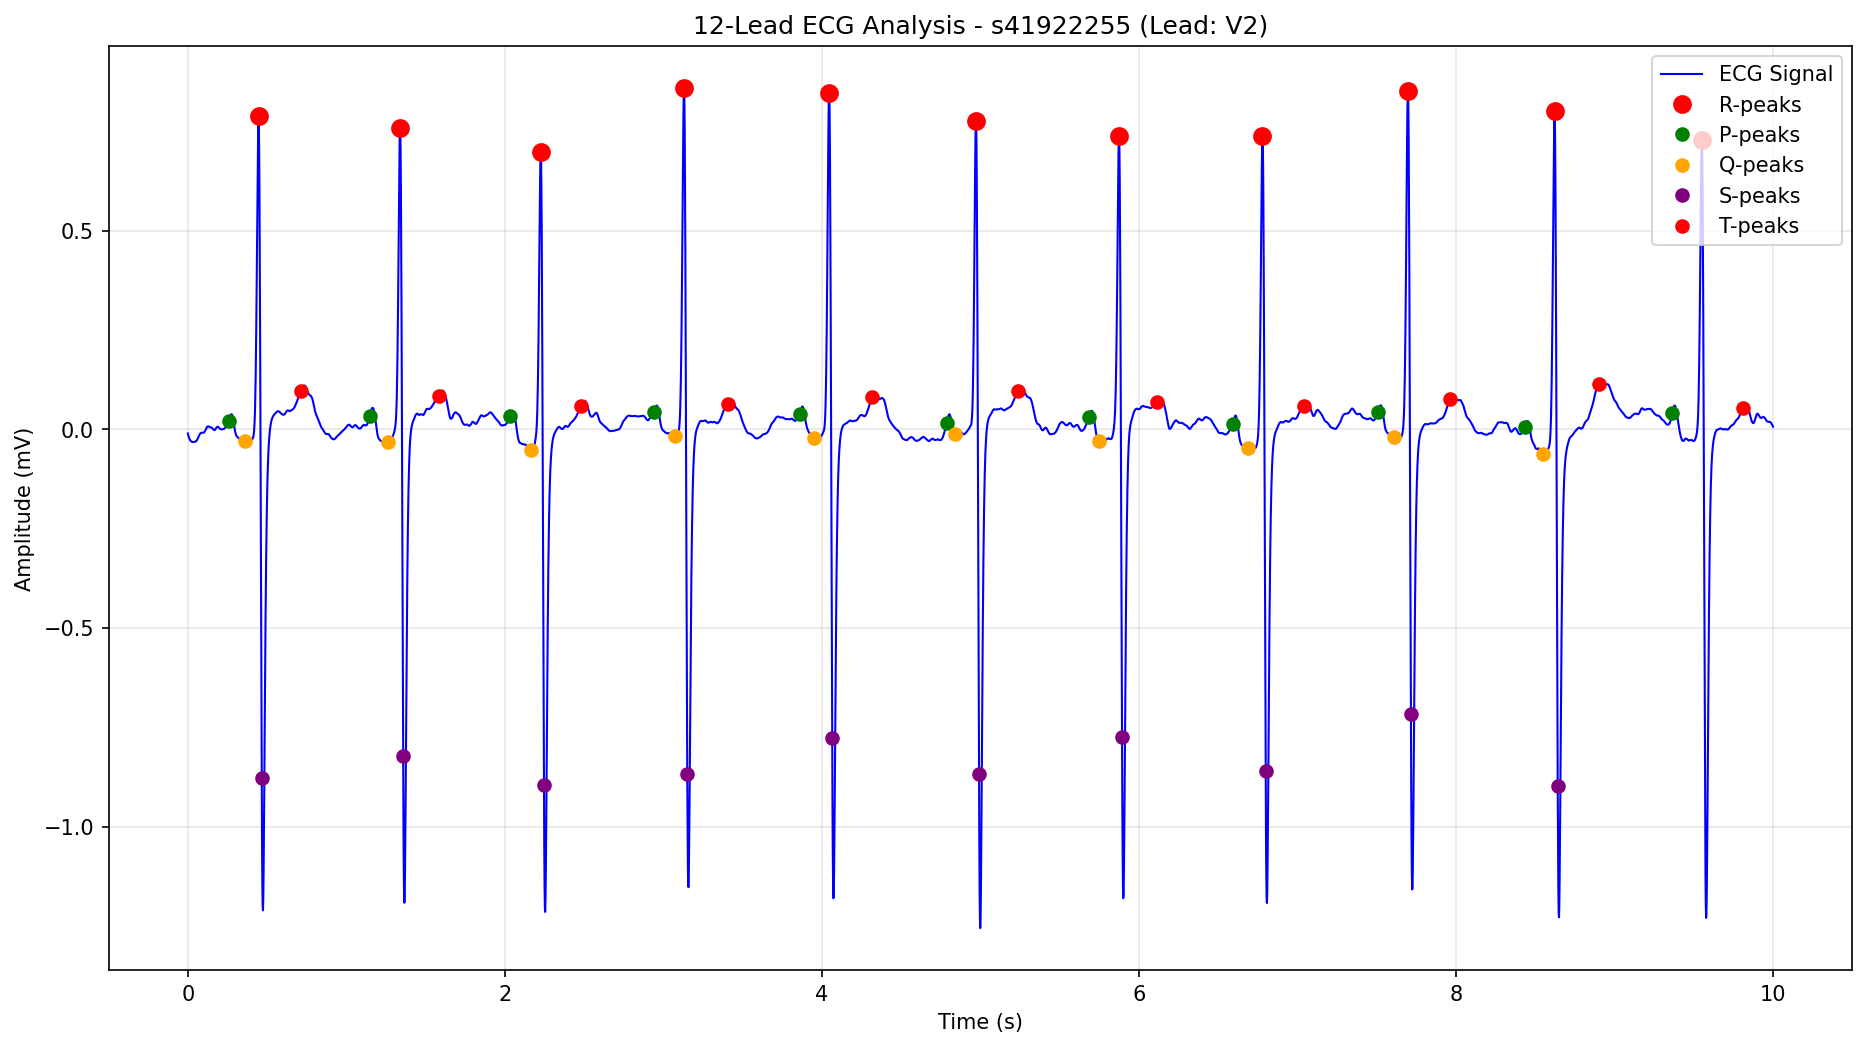 12-Lead ECG Analysis - s41922255 (Lead: V2)
ECG Signal
R-peaks
P-peaks
Q-peaks
S-peaks
T-peaks
Amplitude (mV)
0.5
0.0
−0.5
−1.0
0 2 4 6 8 10
Time (s)